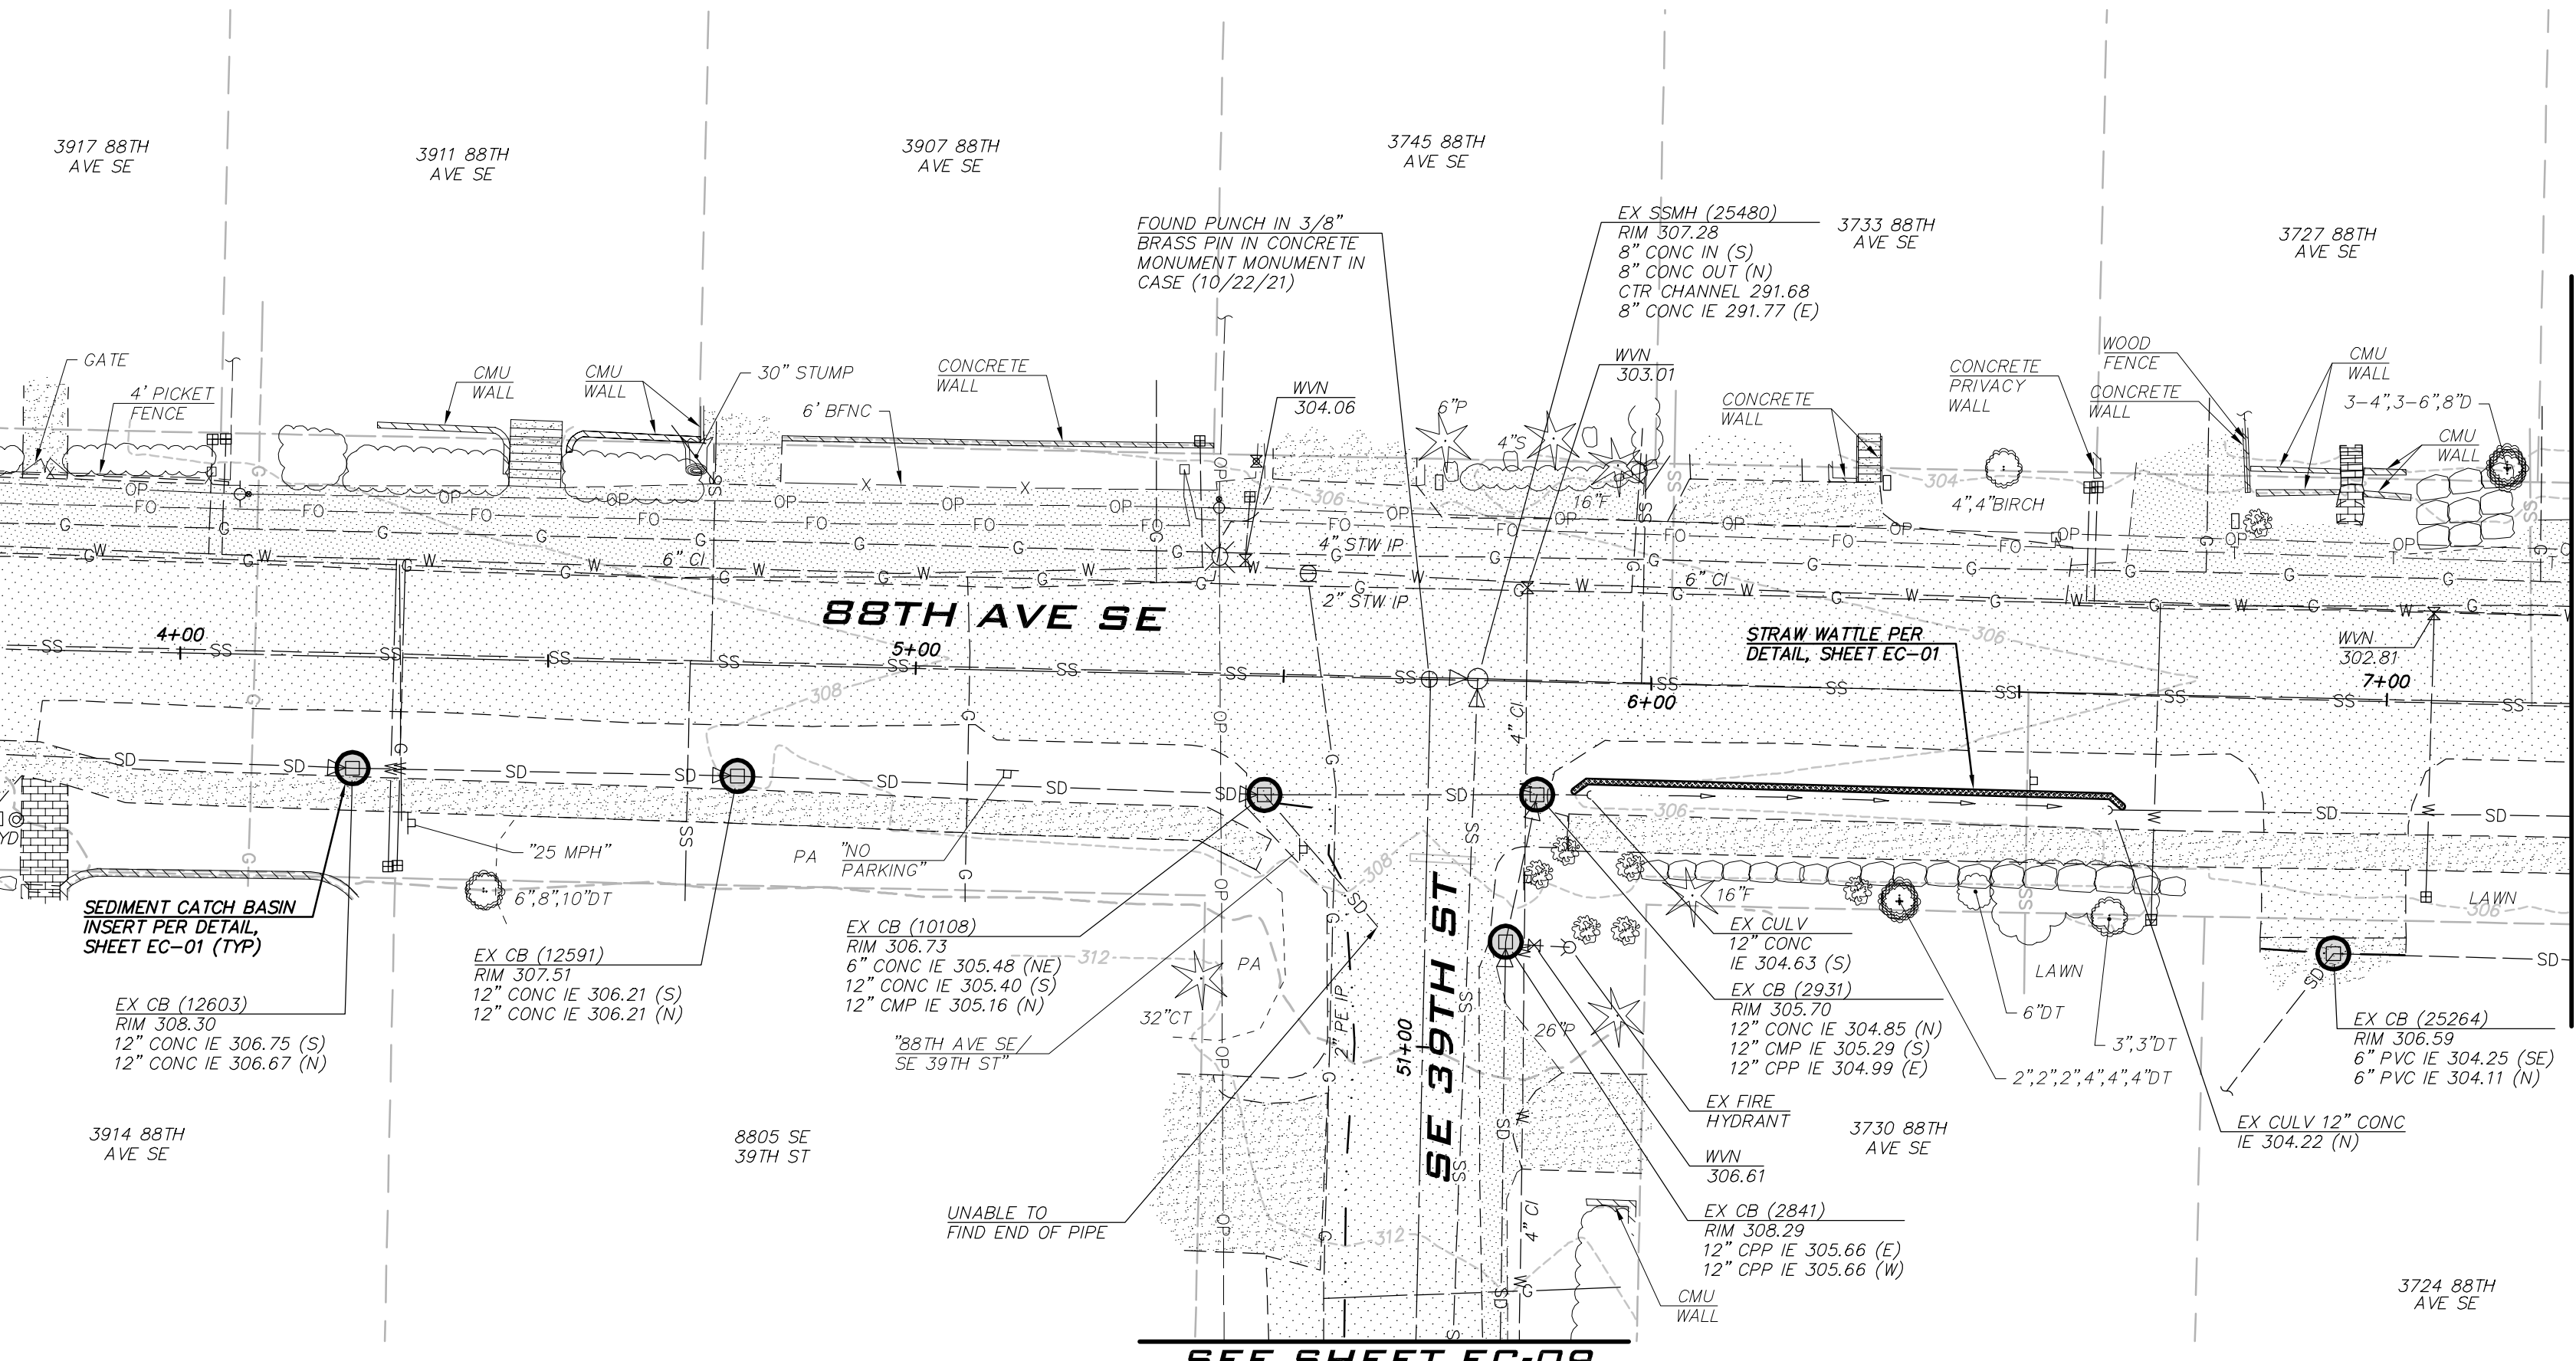 3917 88TH
AVE SE
3911 88TH
AVE SE
3907 88TH
AVE SE
3745 88TH
AVE SE
3733 88TH
AVE SE
3727 88TH
AVE SE
FOUND PUNCH IN 3/8"
BRASS PIN IN CONCRETE
MONUMENT MONUMENT IN
CASE (10/22/21)
EX SSMH (25480)
RIM 307.28
8" CONC IN (S)
8" CONC OUT (N)
CTR CHANNEL 291.68
8" CONC IE 291.77 (E)
GATE
4' PICKET
FENCE
CMU
WALL
CMU
WALL
30" STUMP
6' BFNC
CONCRETE
WALL
WVN
304.06
6"P
4"S
16"F
WVN
303.01
CONCRETE
WALL
CONCRETE
PRIVACY
WALL
4",4"BIRCH
WOOD
FENCE
CONCRETE
WALL
CMU
WALL
3-4",3-6",8"D
CMU
WALL
304
306
6" CI
4" STW IP
2" STW IP
6" CI
88TH AVE SE
4+00
5+00
6+00
7+00
308
306
STRAW WATTLE PER
DETAIL, SHEET EC-01
WVN
302.81
4" CI
306
308
"25 MPH"
6",8",10"DT
PA
"NO
PARKING"
SEDIMENT CATCH BASIN
INSERT PER DETAIL,
SHEET EC-01 (TYP)
EX CB (12603)
RIM 308.30
12" CONC IE 306.75 (S)
12" CONC IE 306.67 (N)
EX CB (12591)
RIM 307.51
12" CONC IE 306.21 (S)
12" CONC IE 306.21 (N)
EX CB (10108)
RIM 306.73
6" CONC IE 305.48 (NE)
12" CONC IE 305.40 (S)
12" CMP IE 305.16 (N)
312
PA
32"CT
"88TH AVE SE/
SE 39TH ST"
2" PE IP
51+00
SE 39TH ST
16"F
26"P
EX CULV
12" CONC
IE 304.63 (S)
EX CB (2931)
RIM 305.70
12" CONC IE 304.85 (N)
12" CMP IE 305.29 (S)
12" CPP IE 304.99 (E)
LAWN
LAWN
306
6"DT
3",3"DT
2",2",2",4",4",4"DT
EX CB (25264)
RIM 306.59
6" PVC IE 304.25 (SE)
6" PVC IE 304.11 (N)
EX CULV 12" CONC
IE 304.22 (N)
EX FIRE
HYDRANT
WVN
306.61
EX CB (2841)
RIM 308.29
12" CPP IE 305.66 (E)
12" CPP IE 305.66 (W)
3914 88TH
AVE SE
8805 SE
39TH ST
3730 88TH
AVE SE
3724 88TH
AVE SE
UNABLE TO
FIND END OF PIPE
312
4" CI
CMU
WALL
SEE SHEET EC-09